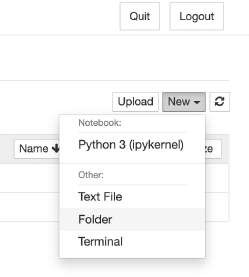 Quit Logout
Upload New
Notebook:
Python 3 (ipykernel)
Name
Other:
Text File
Folder
Terminal